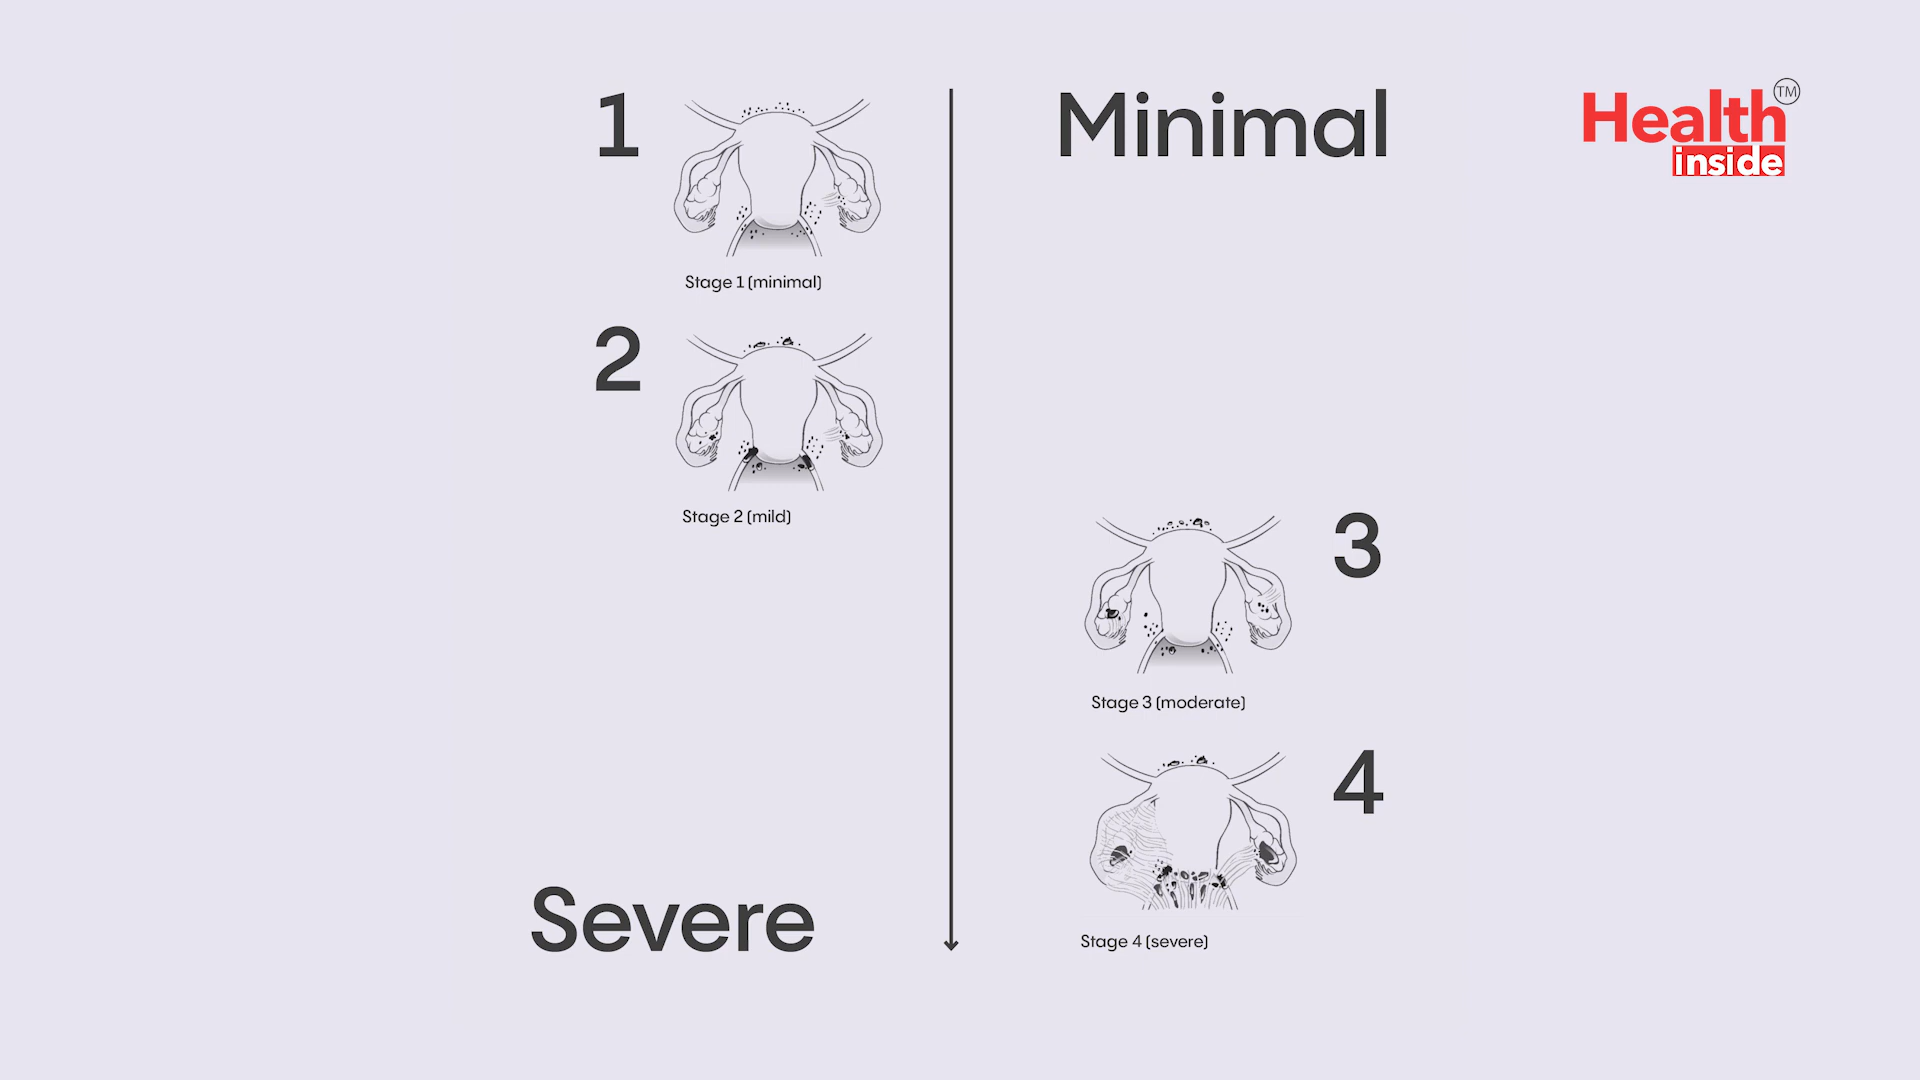 1
Minimal
Health
TM
inside
Stage 1 (minimal)
2
Stage 2 (mild)
3
Stage 3 (moderate)
4
Severe
Stage 4 (severe)